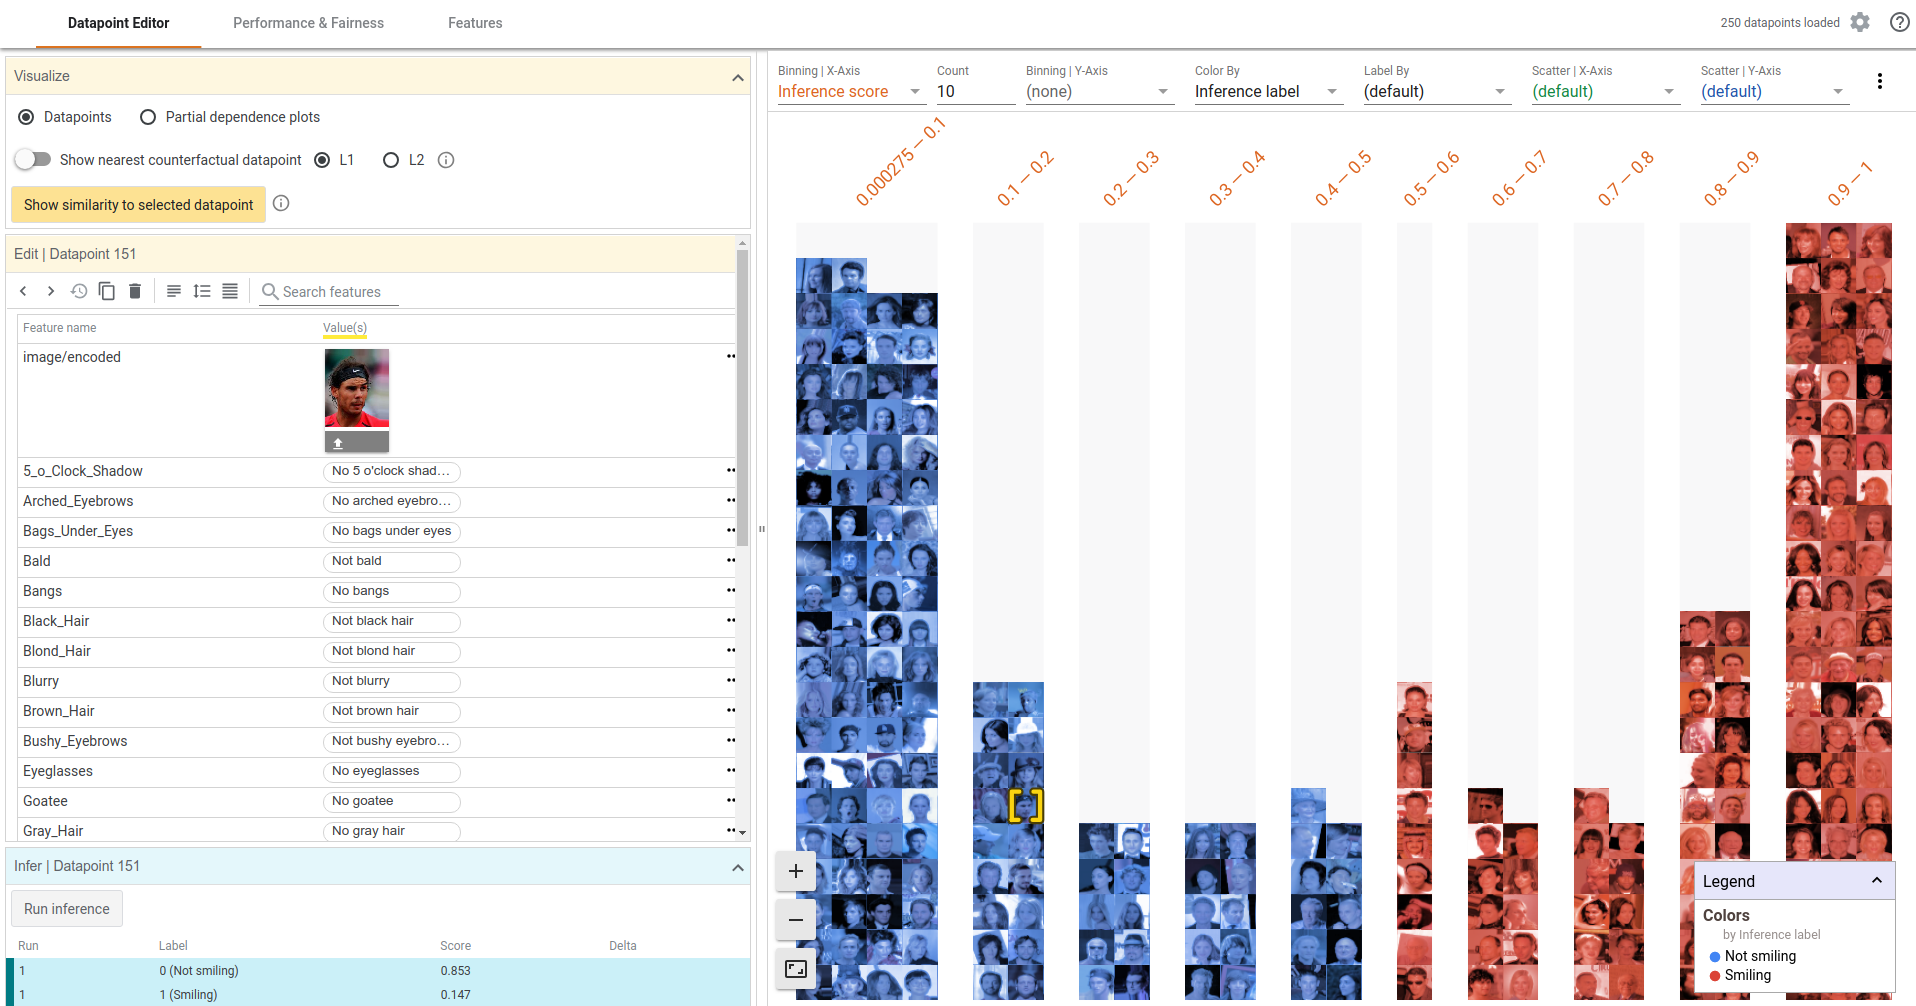 Datapoint Editor
Performance & Fairness
Features
250 datapoints loaded
Visualize
Datapoints
Partial dependence plots
Show nearest counterfactual datapoint
L1
L2
Show similarity to selected datapoint
Edit | Datapoint 151
Search features
Feature name
Value(s)
image/encoded
5_o_Clock_Shadow
No 5 o'clock shad...
Arched_Eyebrows
No arched eyebro...
Bags_Under_Eyes
No bags under eyes
Bald
Not bald
Bangs
No bangs
Black_Hair
Not black hair
Blond_Hair
Not blond hair
Blurry
Not blurry
Brown_Hair
Not brown hair
Bushy_Eyebrows
Not bushy eyebro...
Eyeglasses
No eyeglasses
Goatee
No goatee
Gray_Hair
No gray hair
Infer | Datapoint 151
Run inference
Run Label Score Delta
1 0 (Not smiling) 0.853
1 1 (Smiling) 0.147
Binning | X-Axis
Inference score
Count
10
Binning | Y-Axis
(none)
Color By
Inference label
Label By
(default)
Scatter | X-Axis
(default)
Scatter | Y-Axis
(default)
0.000275 – 0.1
0.1 – 0.2
0.2 – 0.3
0.3 – 0.4
0.4 – 0.5
0.5 – 0.6
0.6 – 0.7
0.7 – 0.8
0.8 – 0.9
0.9 – 1
Legend
Colors
by Inference label
Not smiling
Smiling